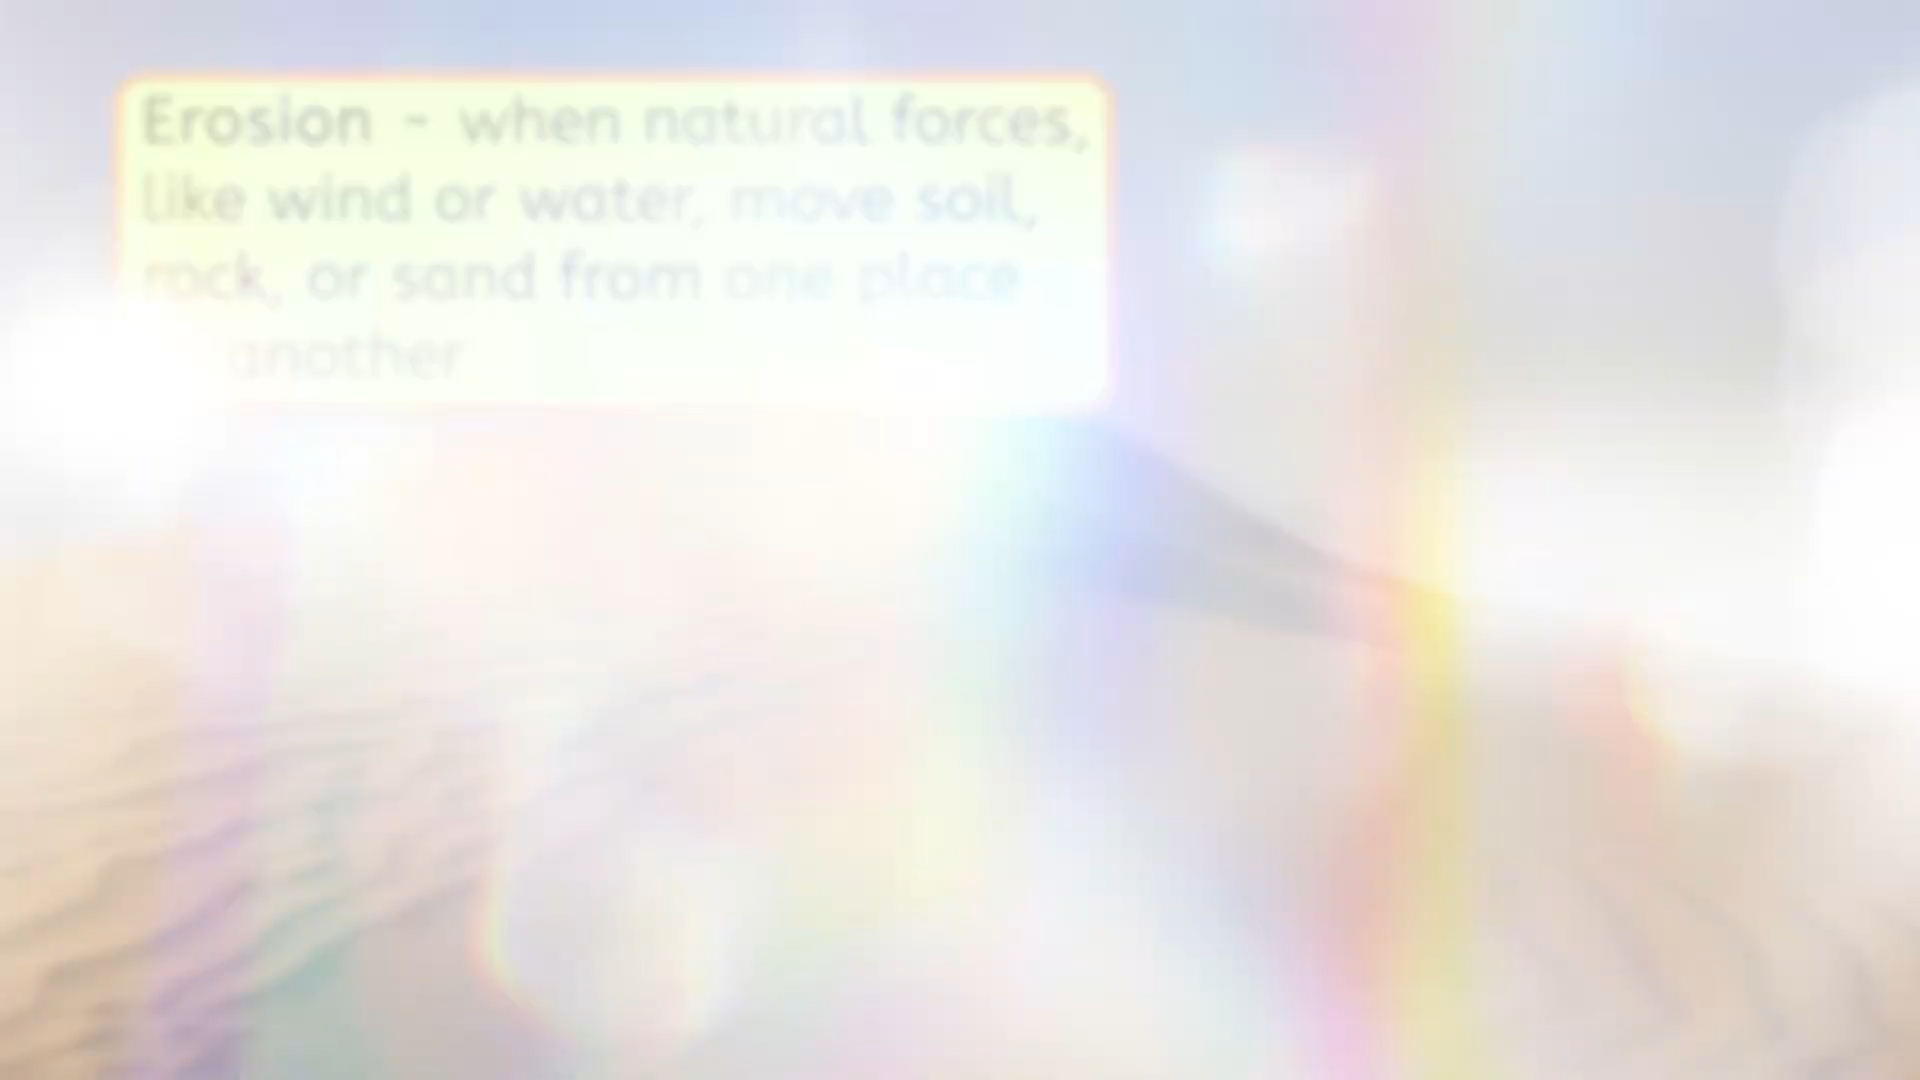 Erosion - when natural forces,
like wind or water, move soil,
rock, or sand from one place
another